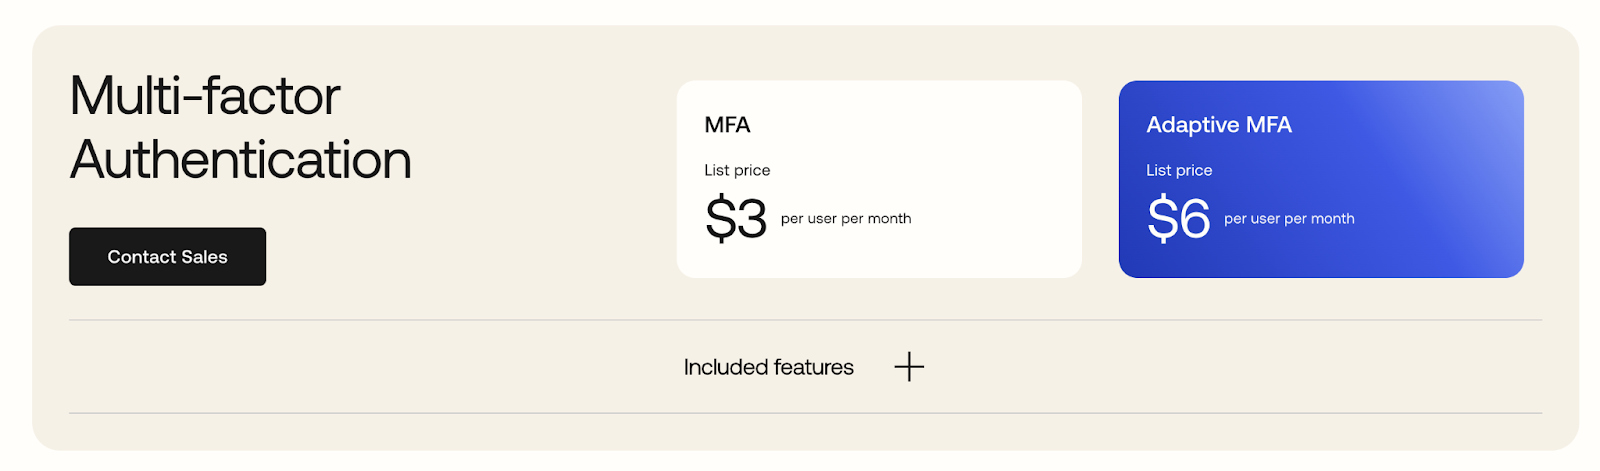 Multi-factor
Authentication
Contact Sales
MFA
List price
$3 per user per month
Adaptive MFA
List price
$6 per user per month
Included features